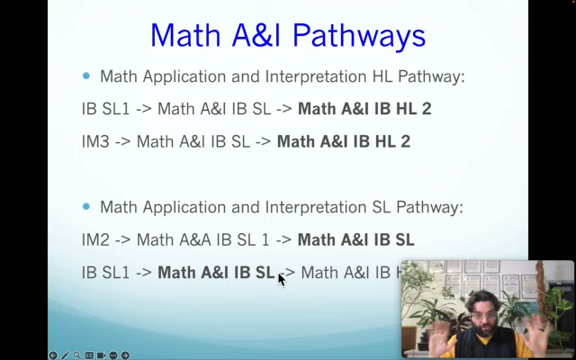 Math A&I Pathways
Math Application and Interpretation HL Pathway:
IB SL1 -> Math A&I IB SL -> Math A&I IB HL 2
IM3 -> Math A&I IB SL -> Math A&I IB HL 2
Math Application and Interpretation SL Pathway:
IM2 -> Math A&A IB SL 1 -> Math A&I IB SL
IB SL1 -> Math A&I IB SL -> Math A&I IB